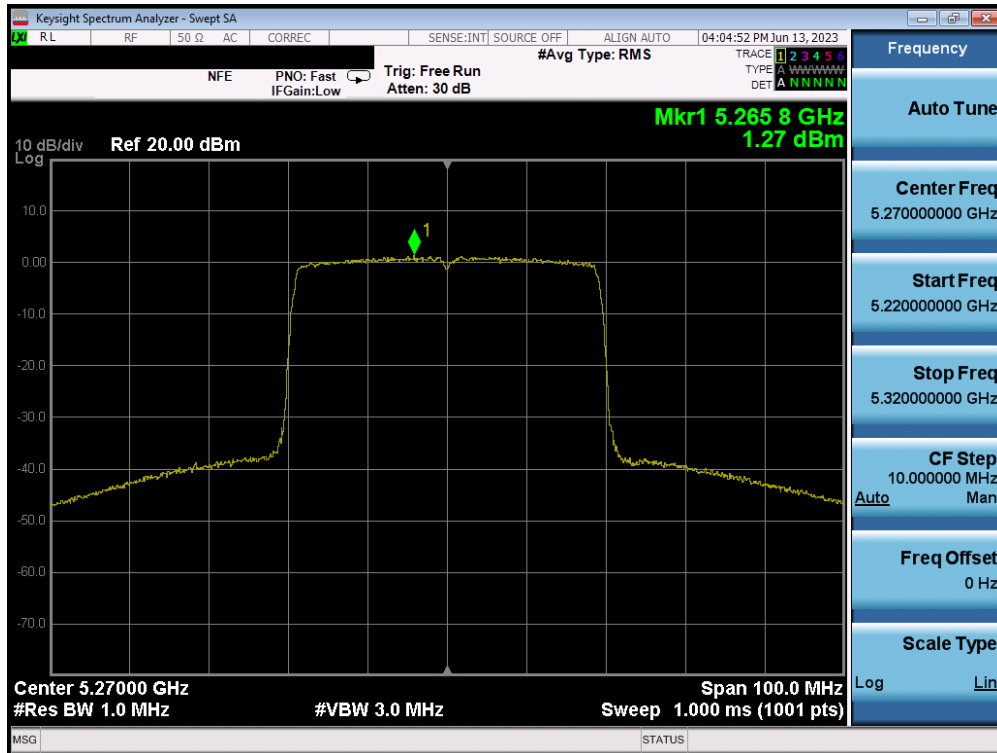 Keysight Spectrum Analyzer - Swept SA
LXI RL RF 50 Ω AC CORREC SENSE:INT SOURCE OFF ALIGN AUTO 04:04:52 PM Jun 13, 2023
Frequency
#Avg Type: RMS
TRACE 1 2 3 4 5 6
TYPE A WWWWW
DET A N N N N N
NFE
PNO: Fast
IFGain:Low
Trig: Free Run
Atten: 30 dB
Mkr1 5.265 8 GHz
1.27 dBm
10 dB/div
Log
Ref 20.00 dBm
10.0
0.00
-10.0
-20.0
-30.0
-40.0
-50.0
-60.0
-70.0
1
Center 5.27000 GHz
Span 100.0 MHz
#Res BW 1.0 MHz
#VBW 3.0 MHz
Sweep 1.000 ms (1001 pts)
Auto Tune
Center Freq
5.270000000 GHz
Start Freq
5.220000000 GHz
Stop Freq
5.320000000 GHz
CF Step
10.000000 MHz
Auto Man
Freq Offset
0 Hz
Scale Type
Log Lin
MSG
STATUS